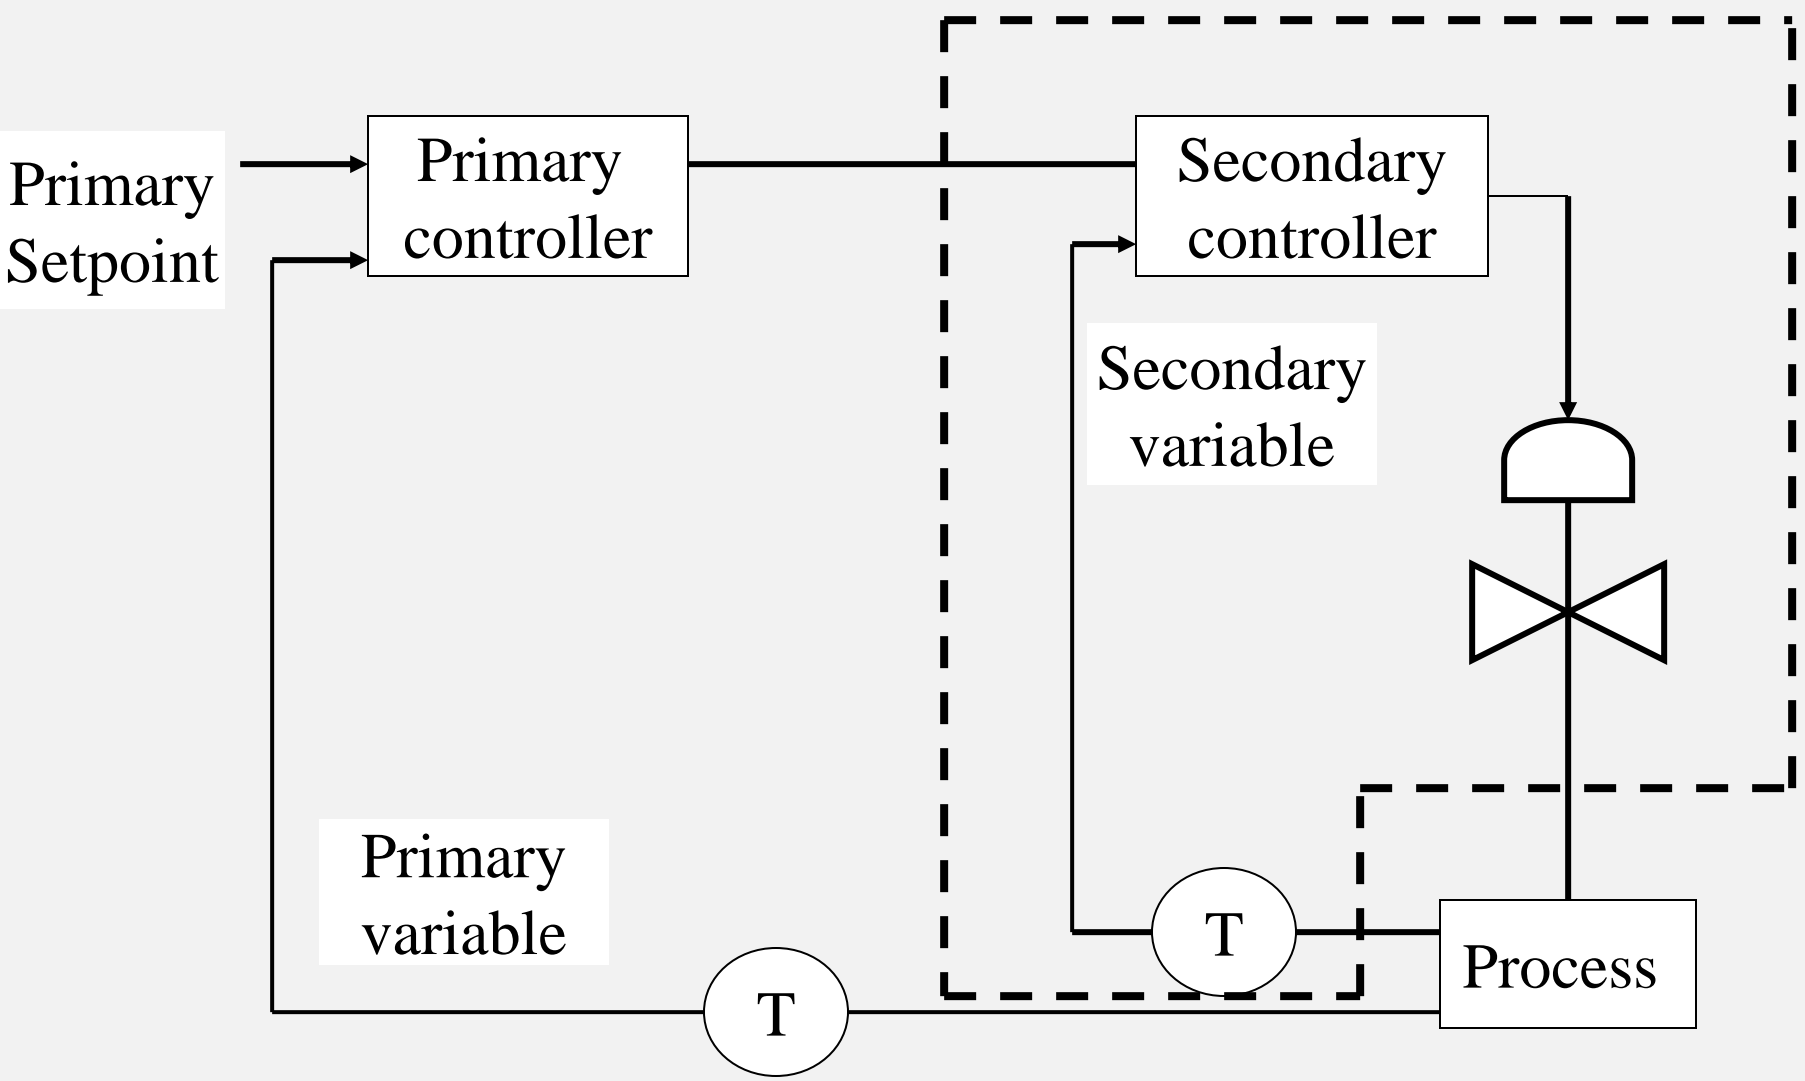 Primary
Setpoint
Primary
controller
Secondary
controller
Secondary
variable
Primary
variable
T
T
Process